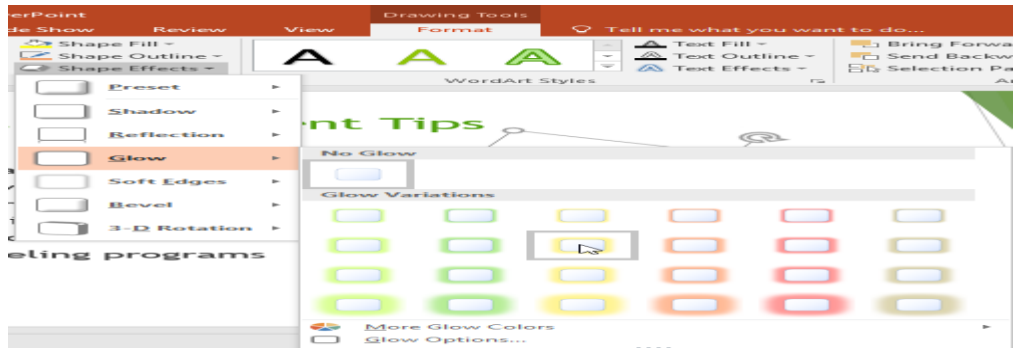 erPoint Drawing Tools
de Show Review View Format Tell me what you want to do...
Shape Fill Text Fill Bring Forwa
Shape Outline Text Outline Send Backw
Shape Effects Text Effects Selection Pa
WordArt Styles
Preset
Shadow
ent Tips
Reflection
Glow
No Glow
Soft Edges
Glow Variations
Bevel
3-D Rotation
eling programs
More Glow Colors
Glow Options...